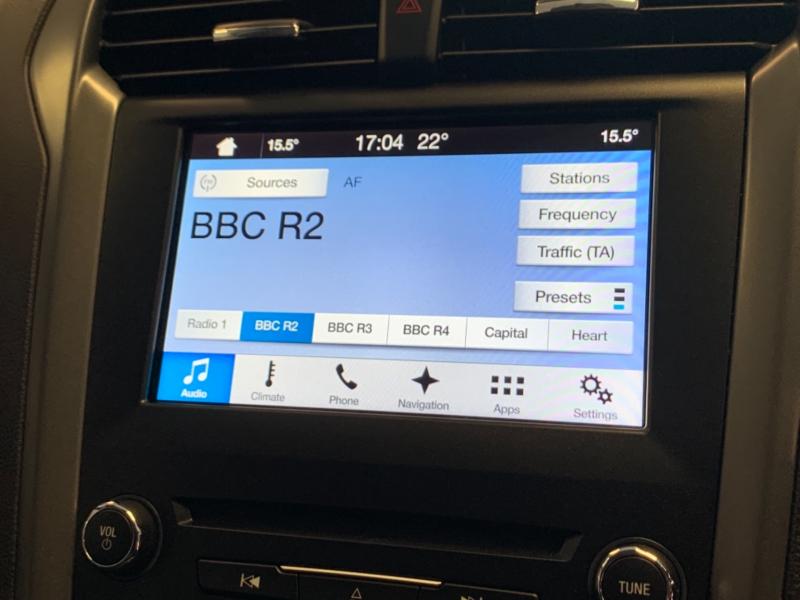 15.5° 17:04 22° 15.5°
FM Sources AF Stations
BBC R2
Frequency
Traffic (TA)
Presets
Radio 1 BBC R2 BBC R3 BBC R4 Capital Heart
Audio Climate Phone Navigation Apps Settings
VOL
TUNE